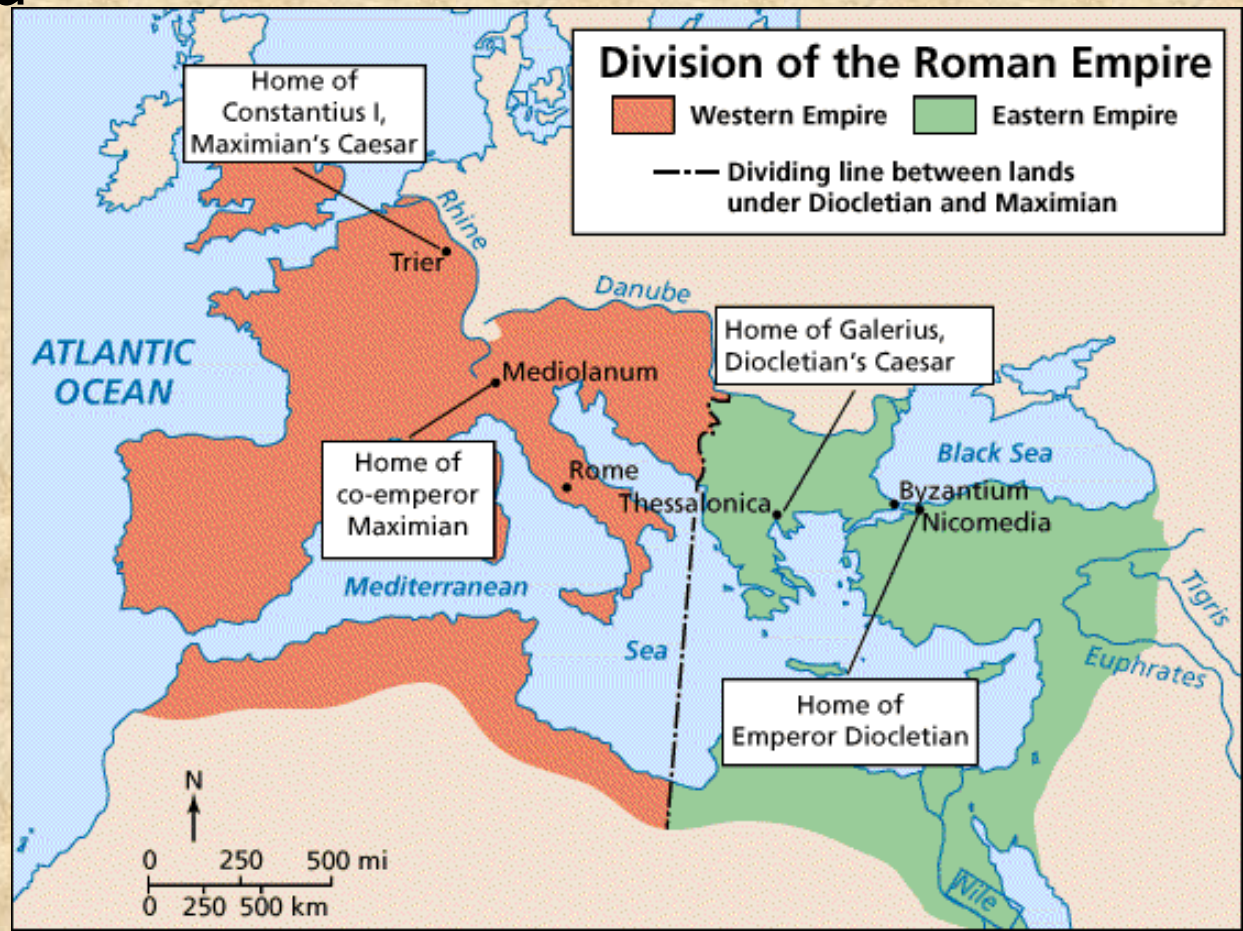 Division of the Roman Empire
Western Empire
Eastern Empire
Dividing line between lands
under Diocletian and Maximian
Home of
Constantius I,
Maximian's Caesar
Rhine
Trier
Danube
ATLANTIC
OCEAN
Mediolanum
Home of Galerius,
Diocletian's Caesar
Home of
co-emperor
Maximian
Rome
Thessalonica
Black Sea
Byzantium
Nicomedia
Mediterranean
Sea
Tigris
Euphrates
Home of
Emperor Diocletian
Nile
N
0 250 500 mi
0 250 500 km